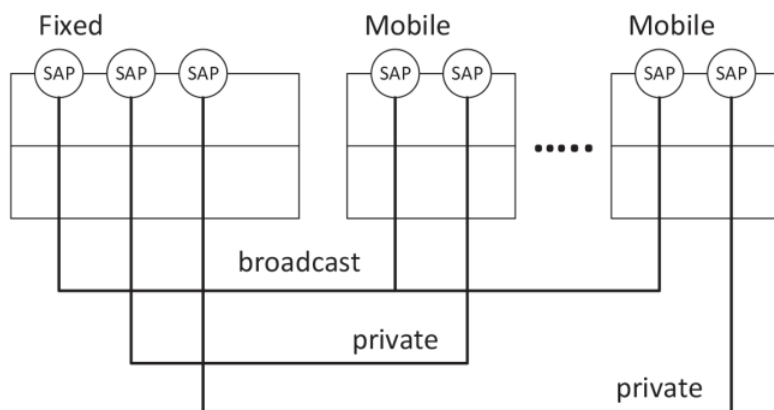 Fixed Mobile Mobile
SAP SAP SAP SAP SAP SAP SAP
broadcast
private
private